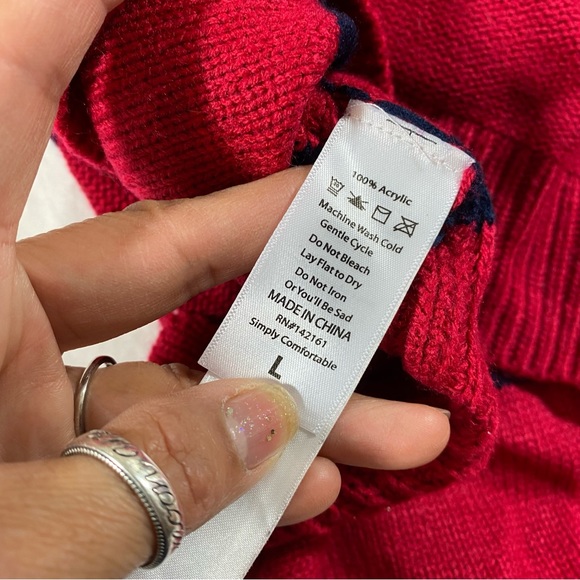 100% Acrylic
Machine Wash Cold
Gentle Cycle
Do Not Bleach
Lay Flat to Dry
Do Not Iron
Or You'll Be Sad
MADE IN CHINA
RN#142161
Simply Comfortable
L